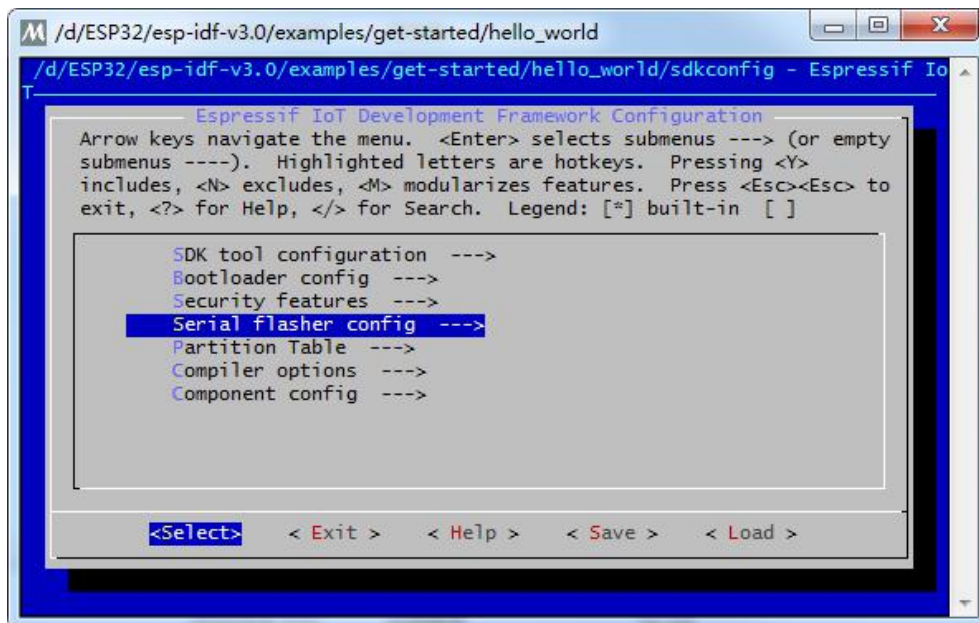 /d/ESP32/esp-idf-v3.0/examples/get-started/hello_world
/d/ESP32/esp-idf-v3.0/examples/get-started/hello_world/sdkconfig - Espressif Io
T
Espressif IoT Development Framework Configuration
Arrow keys navigate the menu.  <Enter> selects submenus ---> (or empty
submenus ----).  Highlighted letters are hotkeys.  Pressing <Y>
includes, <N> excludes, <M> modularizes features.  Press <Esc><Esc> to
exit, <?> for Help, </> for Search.  Legend: [*] built-in  [ ]
SDK tool configuration  --->
Bootloader config  --->
Security features  --->
Serial flasher config  --->
Partition Table  --->
Compiler options  --->
Component config  --->
<Select>    < Exit >    < Help >    < Save >    < Load >